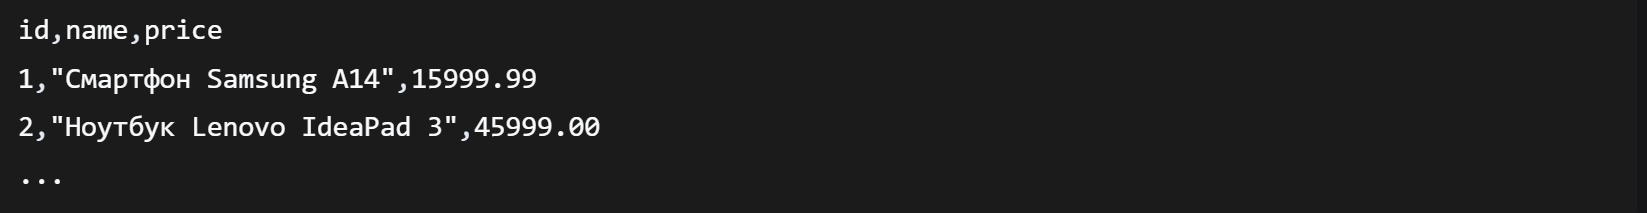 id,name,price
1,"Смартфон Samsung A14",15999.99
2,"Ноутбук Lenovo IdeaPad 3",45999.00
...